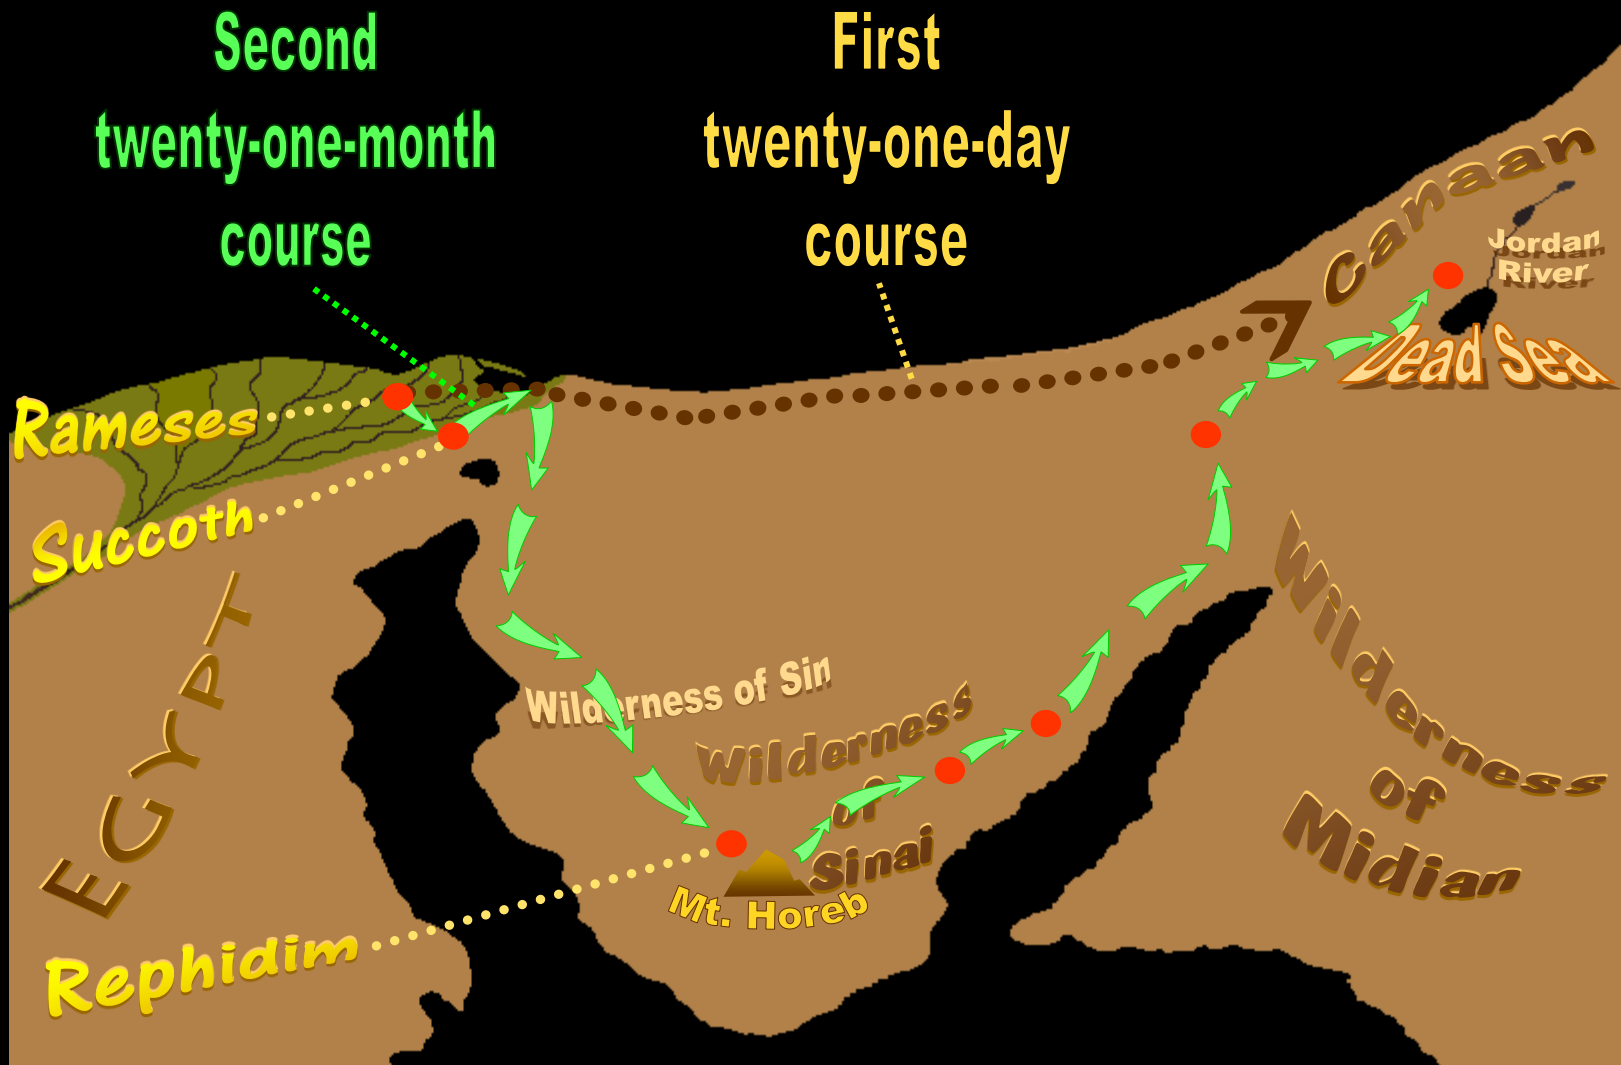 Second
twenty-one-month
course
First
twenty-one-day
course
Canaan
Jordan
River
Dead Sea
Rameses
Succoth
EGYPT
Wilderness of Sin
Wilderness
of
Sinai
Mt. Horeb
Rephidim
Wilderness
of
Midian